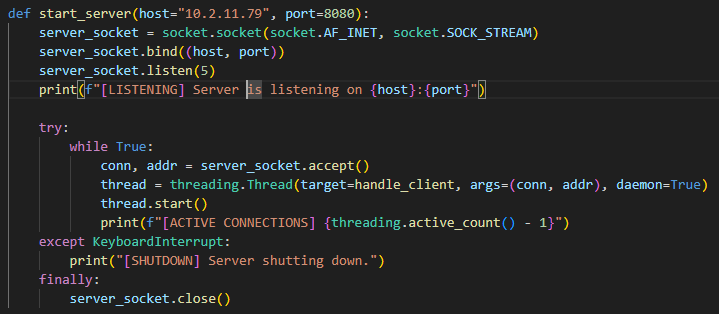 def start_server(host="10.2.11.79", port=8080):
    server_socket = socket.socket(socket.AF_INET, socket.SOCK_STREAM)
    server_socket.bind((host, port))
    server_socket.listen(5)
    print(f"[LISTENING] Server is listening on {host}:{port}")

    try:
        while True:
            conn, addr = server_socket.accept()
            thread = threading.Thread(target=handle_client, args=(conn, addr), daemon=True)
            thread.start()
            print(f"[ACTIVE CONNECTIONS] {threading.active_count() - 1}")
    except KeyboardInterrupt:
        print("[SHUTDOWN] Server shutting down.")
    finally:
        server_socket.close()